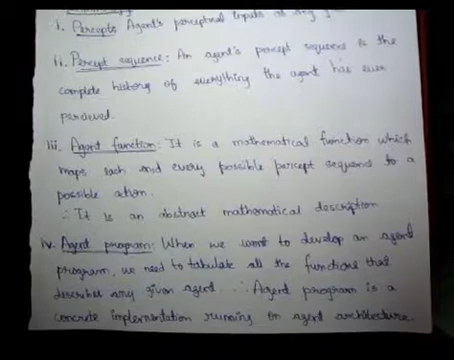 i. Percepts Agent's perceptual inputs at any
ii. Percept sequence: An agent's percept sequence is the
complete history of everything the agent has ever
percieved.
iii. Agent function: It is a mathematical function which
maps each and every possible percept sequence to a
possible action.
∴ It is an abstract mathematical description
iv. Agent program: When we want to develop an agent
program, we need to tabulate all the functions that
describes any given agent. ∴ Agent program is a
concrete implementation running on agent architecture.